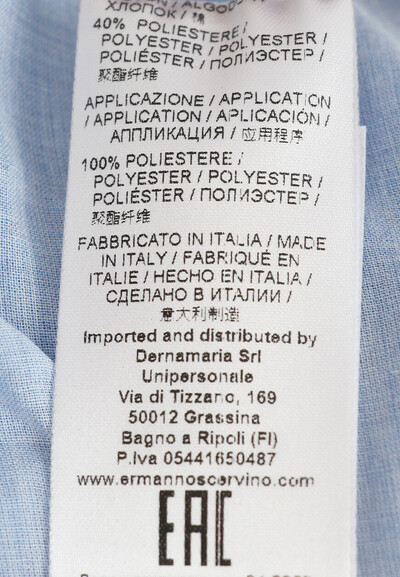 ХЛОПОК / 棉
40% POLIESTERE /
POLYESTER / POLYESTER /
POLIÉSTER / ПОЛИЭСТЕР /
聚酯纤维
APPLICAZIONE / APPLICATION
/ APPLICATION / APLICACIÓN /
АППЛИКАЦИЯ / 应用程序
100% POLIESTERE /
POLYESTER / POLYESTER /
POLIÉSTER / ПОЛИЭСТЕР /
聚酯纤维
FABBRICATO IN ITALIA / MADE
IN ITALY / FABRIQUÉ EN
ITALIE / HECHO EN ITALIA /
СДЕЛАНО В ИТАЛИИ /
意大利制造
Imported and distributed by
Dernamaria Srl
Unipersonale
Via di Tizzano, 169
50012 Grassina
Bagno a Ripoli (FI)
P.Iva 05441650487
www.ermannoscervino.com
EAC